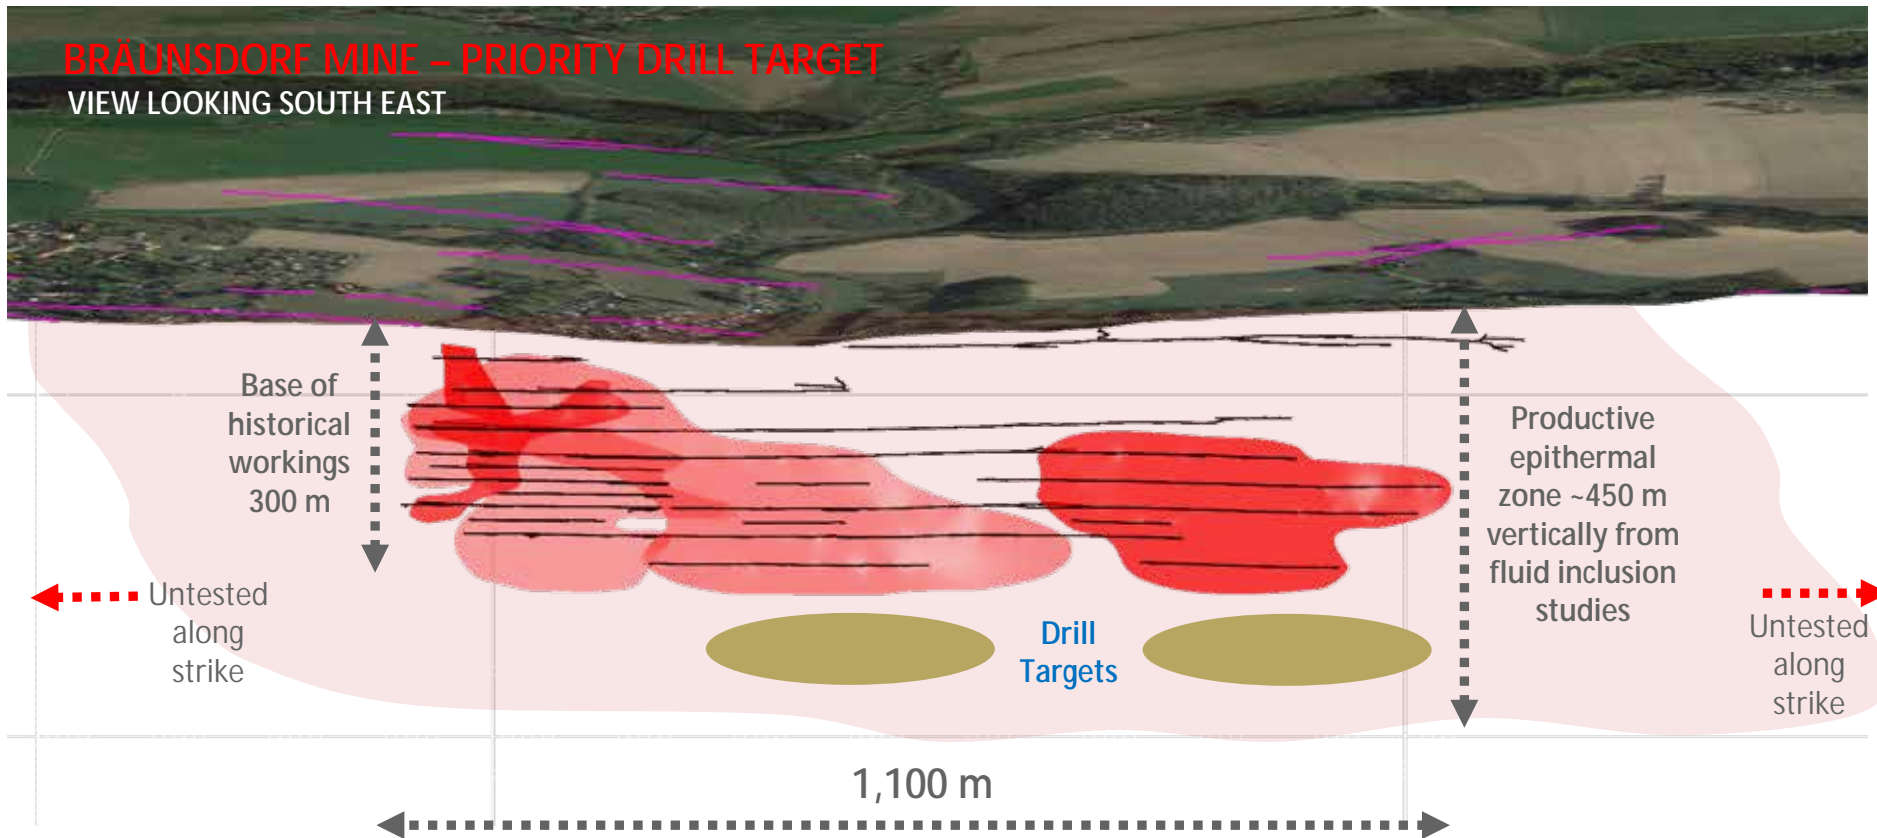 BRÄUNSDORF MINE – PRIORITY DRILL TARGET
VIEW LOOKING SOUTH EAST
Base of
historical
workings
300 m
Productive
epithermal
zone ~450 m
vertically from
fluid inclusion
studies
Untested
along
strike
Drill
Targets
Untested
along
strike
1,100 m